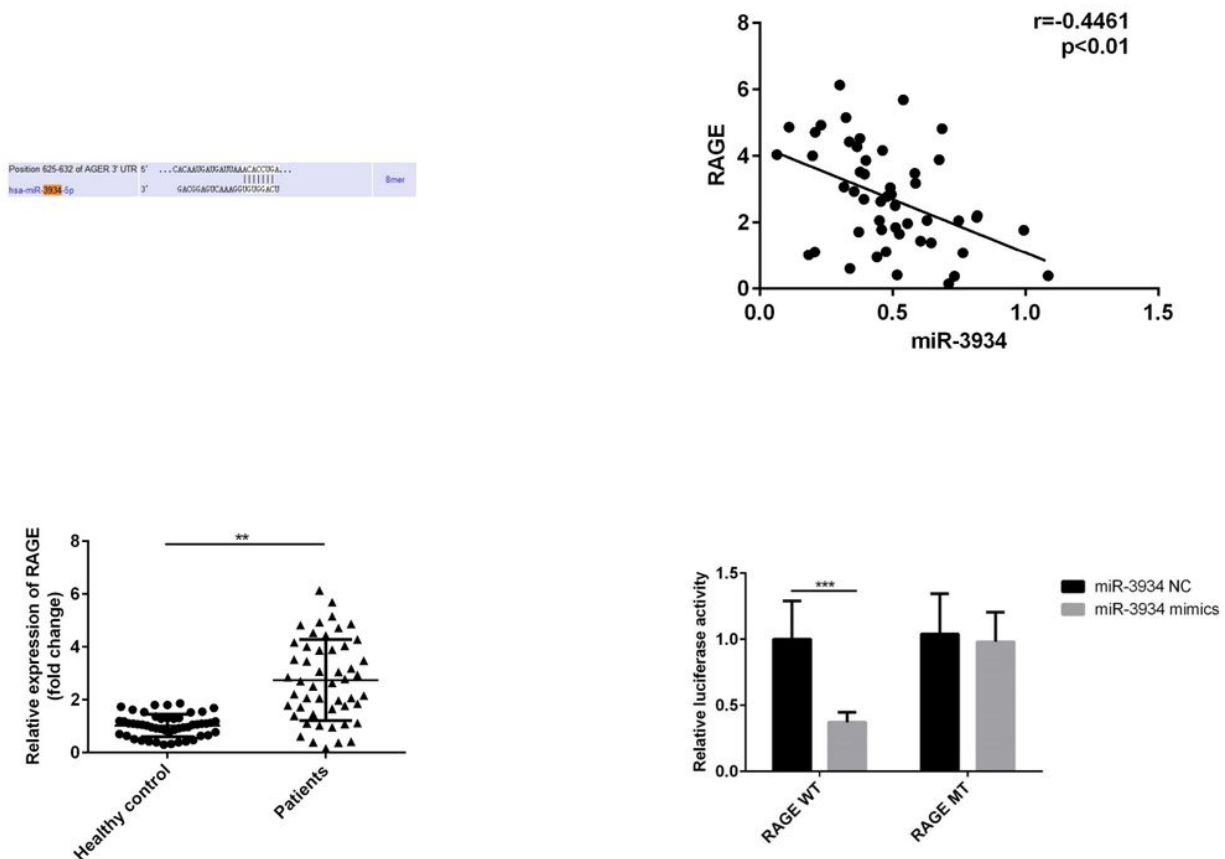 Position 625-632 of AGER 3' UTR 5' ...CACAAUGAUGAUUAAACACCUGA...
hsa-miR-3934-5p 3' GACGGAGUCAAAGGUGUGGACU
8mer
r=-0.4461
p<0.01
8
6
4
2
0
RAGE
0.0 0.5 1.0 1.5
miR-3934
**
8
6
4
2
0
Relative expression of RAGE
(fold change)
Healthy control
Patients
1.5
1.0
0.5
0.0
Relative luciferase activity
***
miR-3934 NC
miR-3934 mimics
RAGE WT
RAGE MT